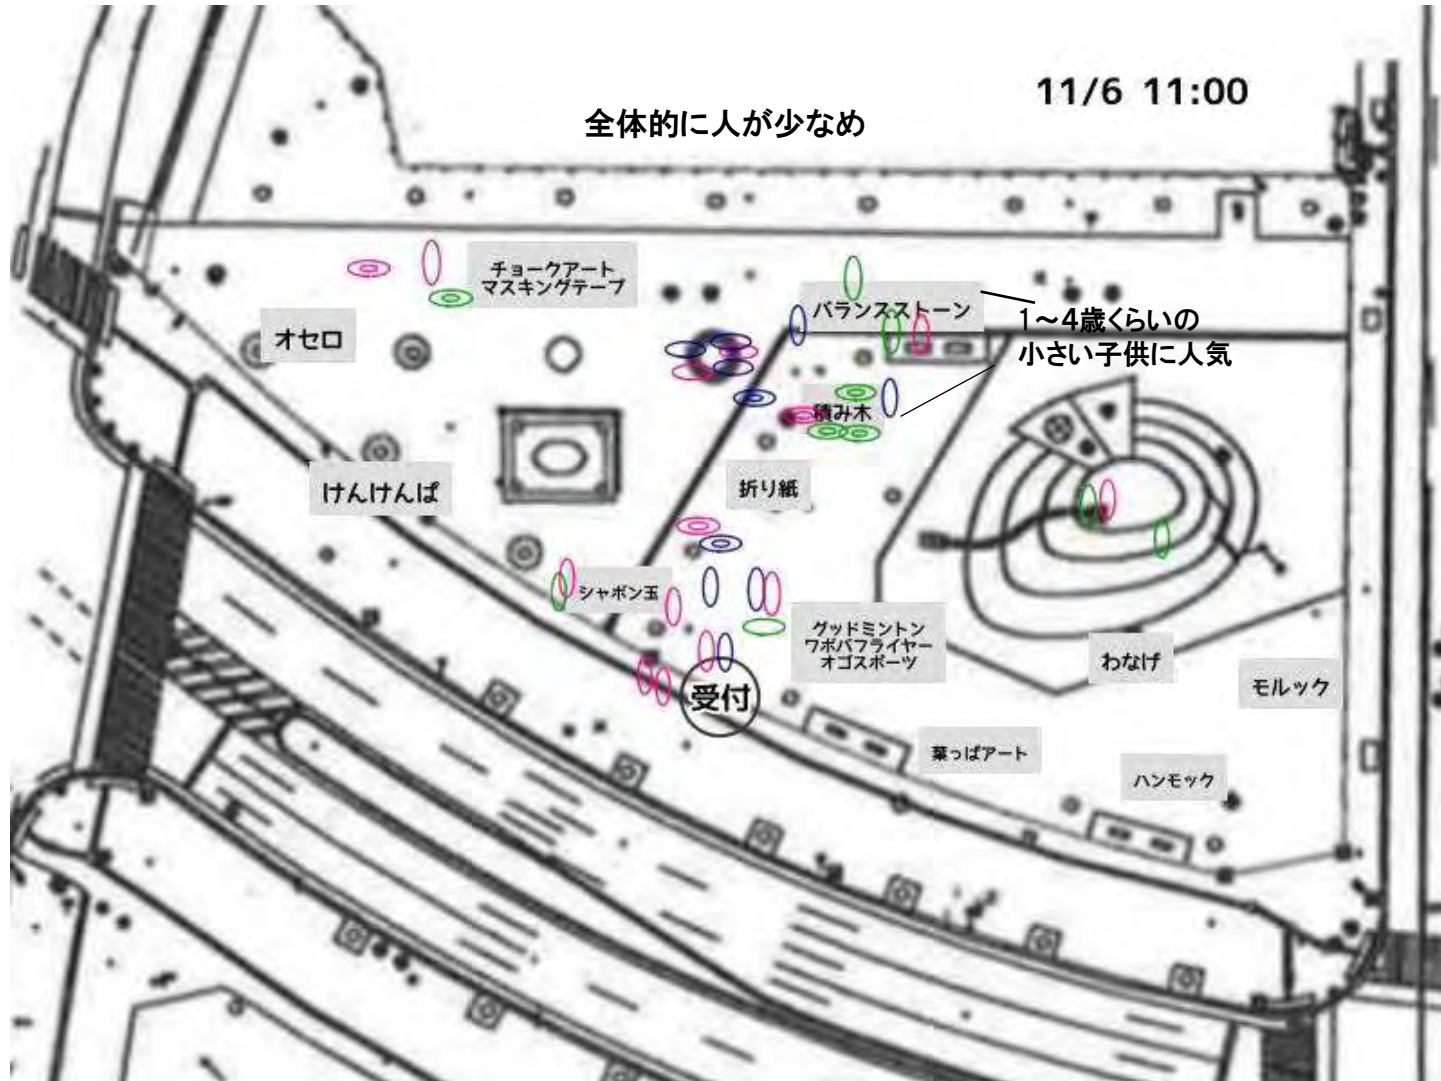 11/6 11:00
全体的に人が少なめ
チョークアート
マスキングテープ
オセロ
バランスストーン
1～4歳くらいの
小さい子供に人気
積み木
けんけんぱ
折り紙
シャボン玉
グッドミントン
ワボバフライヤー
オゴスポーツ
わなげ
モルック
受付
葉っぱアート
ハンモック